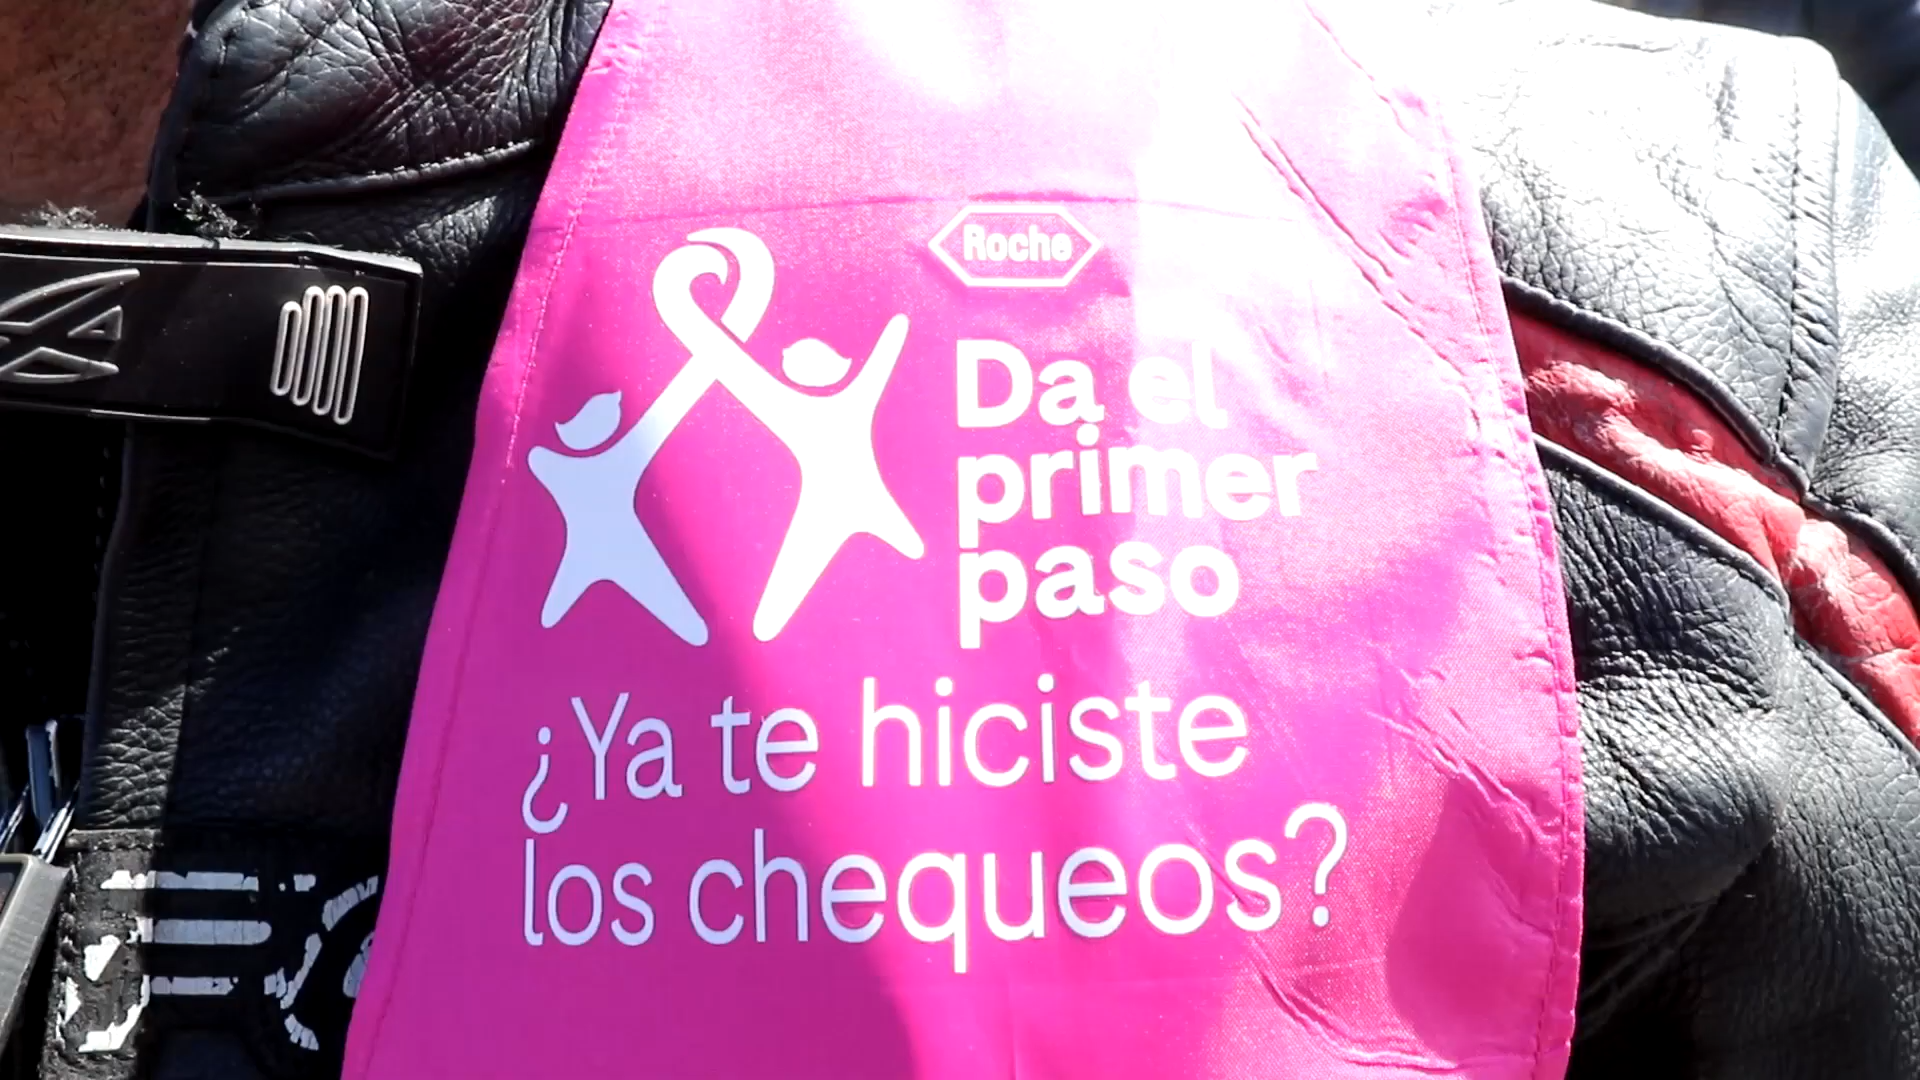 Roche
Da el
primer
paso
¿Ya te hiciste
los chequeos?